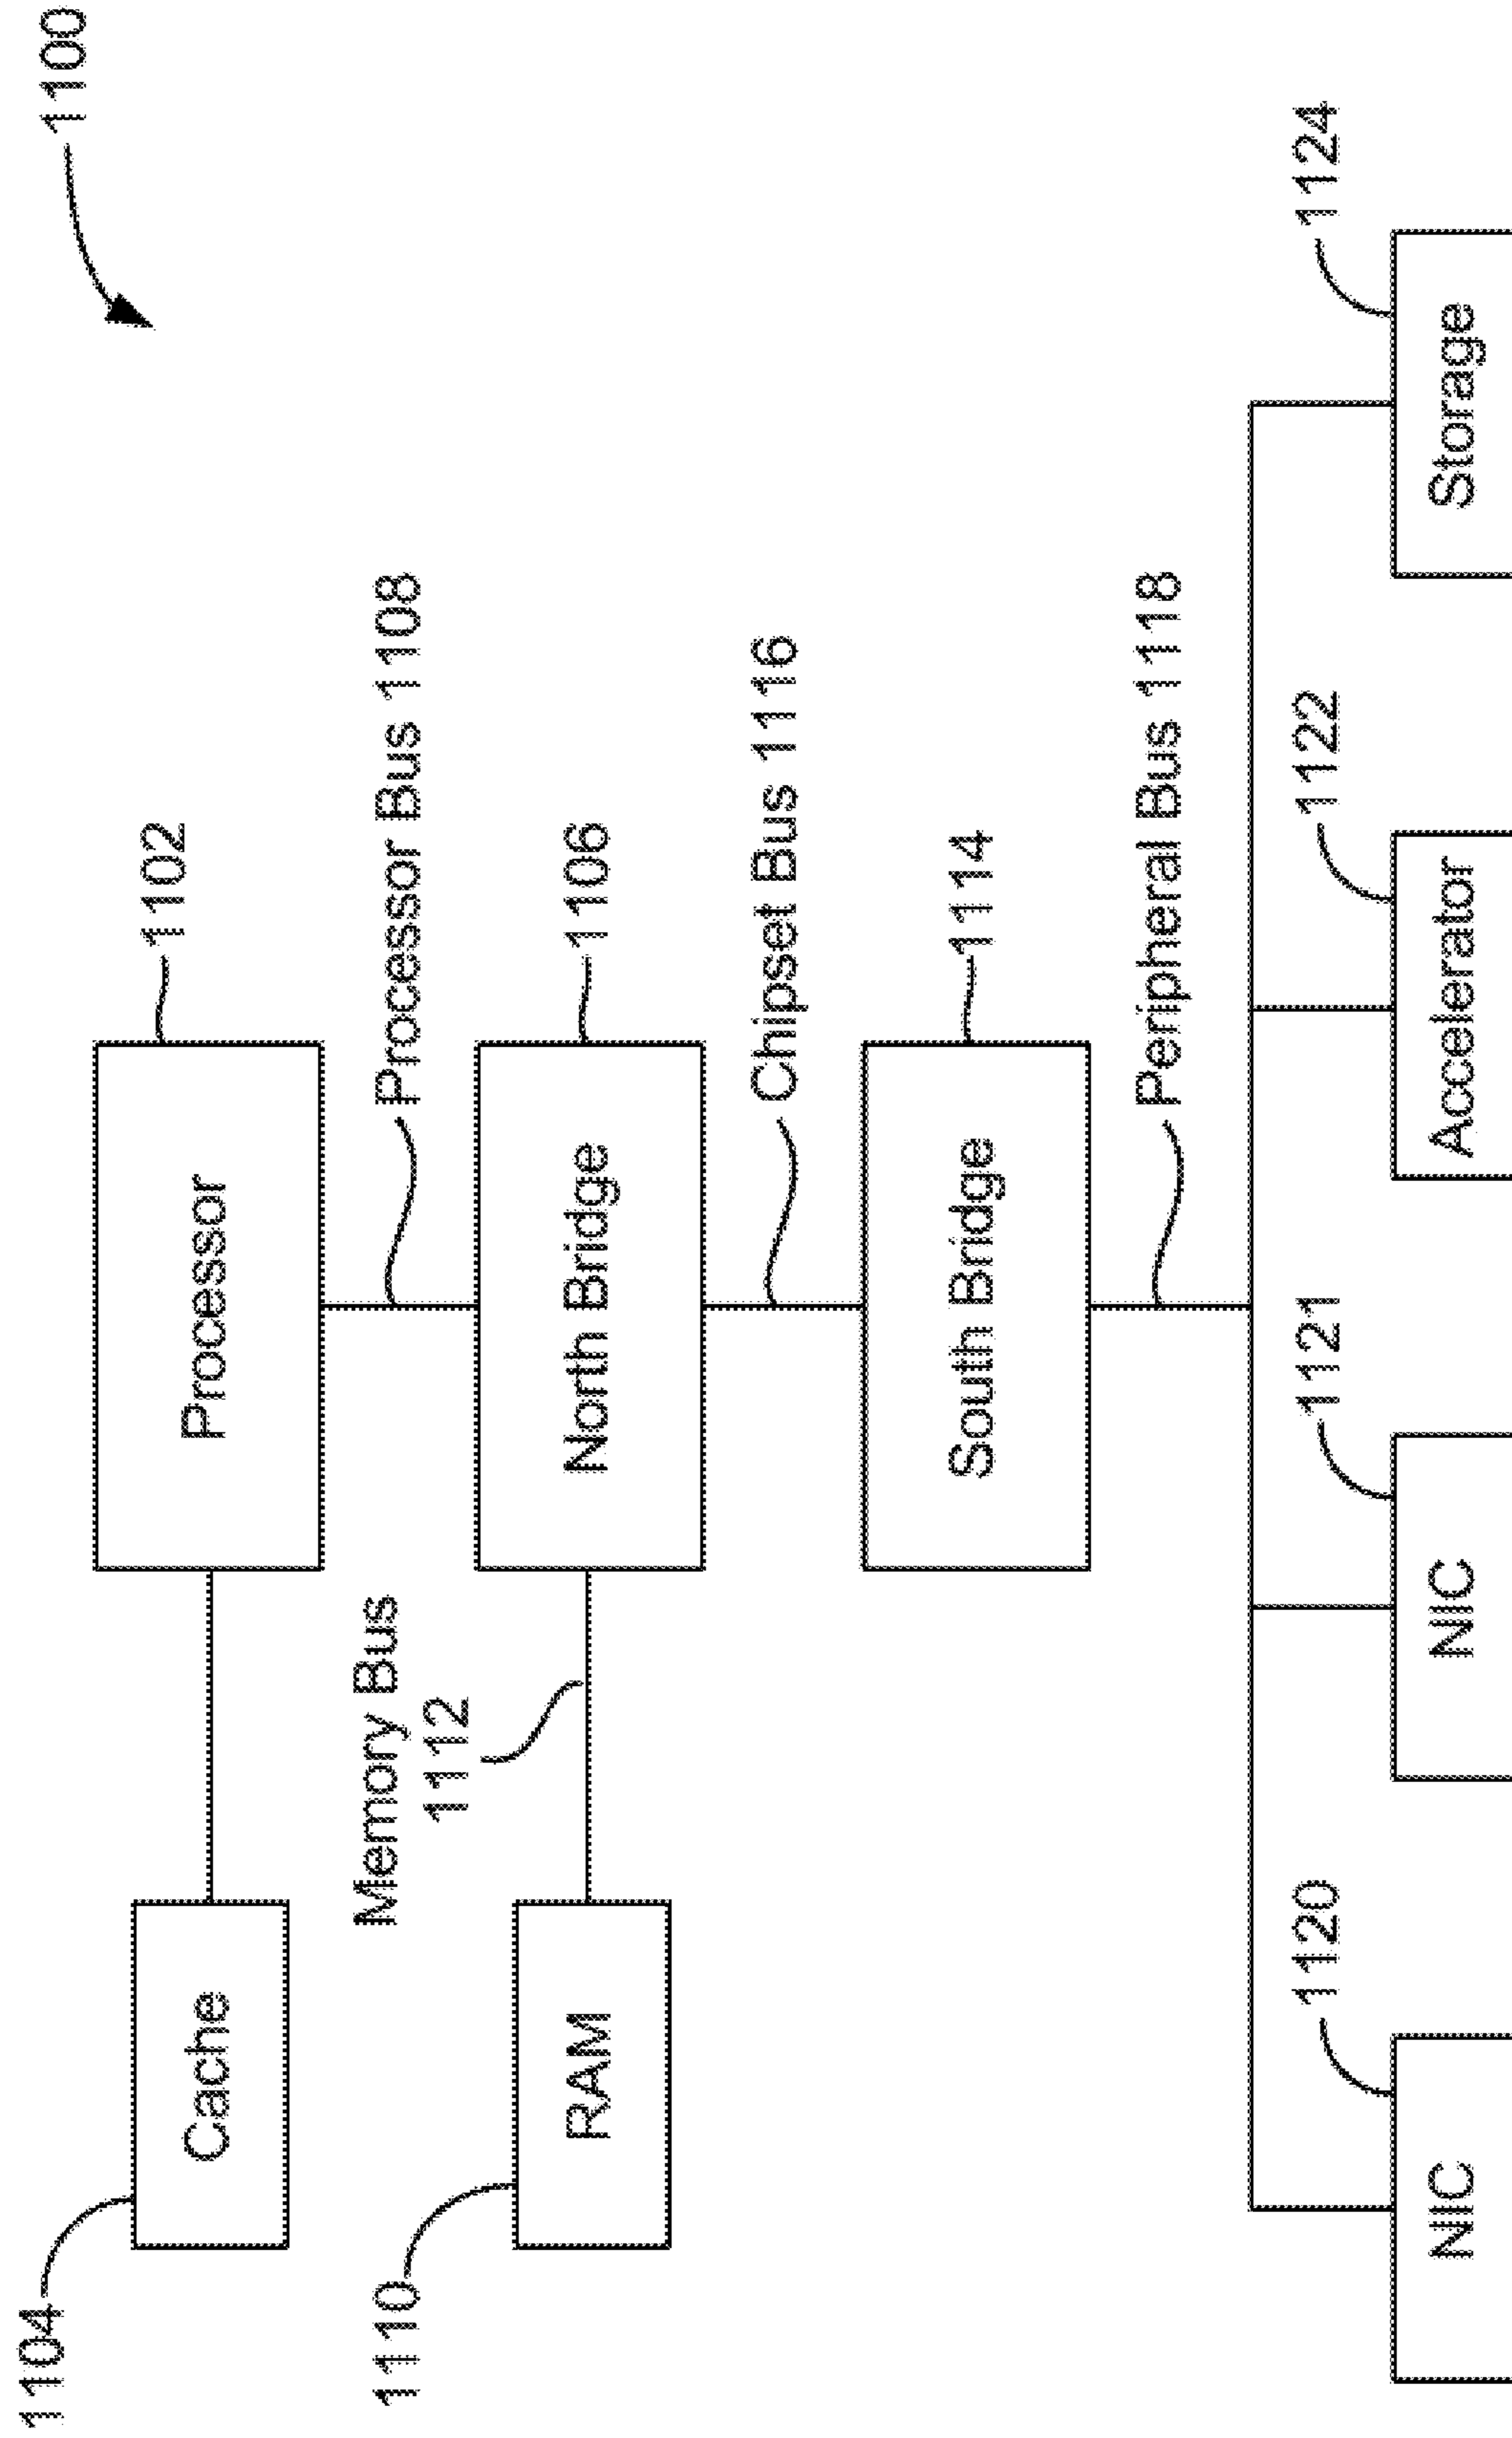 1100
1104
Cache
Processor
1102
Processor Bus 1108
Memory Bus
1112
1110
RAM
North Bridge
1106
Chipset Bus 1116
South Bridge
1114
Peripheral Bus 1118
1120
1121
1122
1124
NIC
NIC
Accelerator
Storage